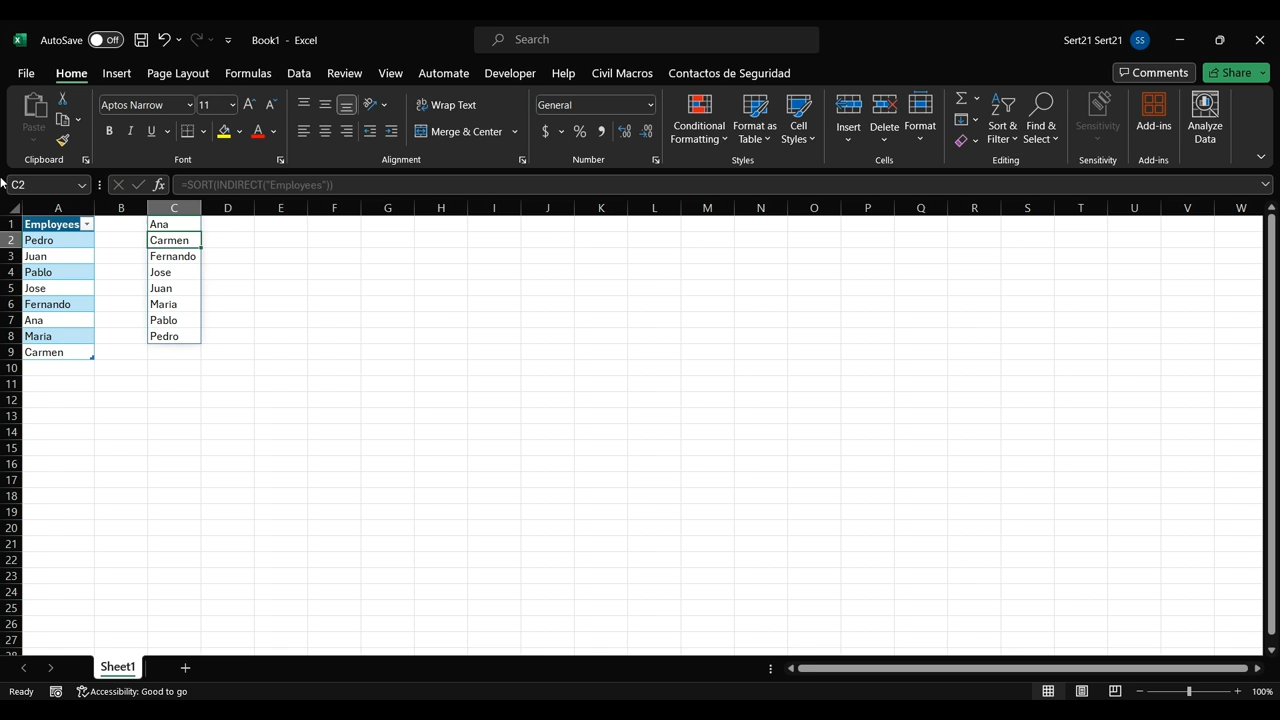 AutoSave Off Book1 - Excel Search Sert21 Sert21 SS
File Home Insert Page Layout Formulas Data Review View Automate Developer Help Civil Macros Contactos de Seguridad Comments Share
Paste
Clipboard
Aptos Narrow 11 A A
B I U A
Font
Wrap Text
Merge & Center
Alignment
General
$ % 9
Number
Conditional Formatting
Format as Table
Cell Styles
Styles
Insert
Delete
Format
Cells
Sort & Filter
Find & Select
Editing
Sensitivity
Sensitivity
Add-ins
Add-ins
Analyze Data
C2 fx =SORT(INDIRECT("Employees"))
A B C D E F G H I J K L M N O P Q R S T U V W
1 Employees Ana
2 Pedro Carmen
3 Juan Fernando
4 Pablo Jose
5 Jose Juan
6 Fernando Maria
7 Ana Pablo
8 Maria Pedro
9 Carmen
10
11
12
13
14
15
16
17
18
19
20
21
22
23
24
25
26
27
28
Sheet1
Ready Accessibility: Good to go 100%